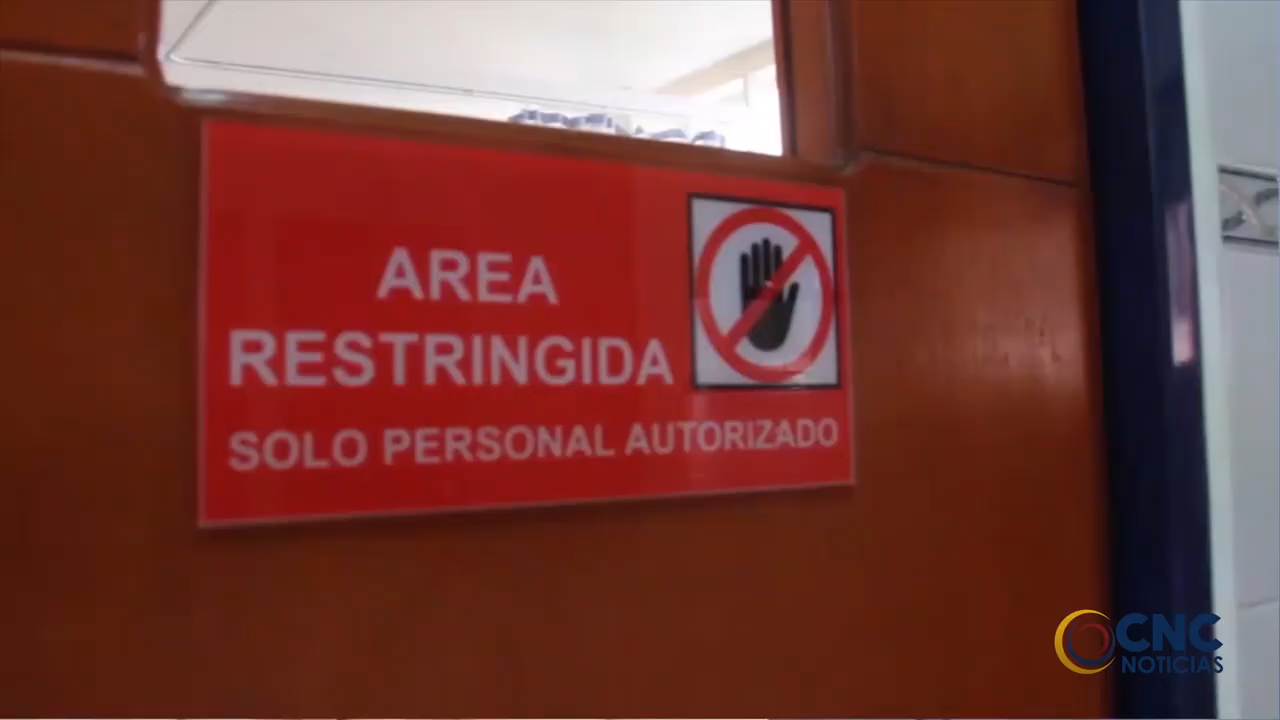 AREA
RESTRINGIDA
SOLO PERSONAL AUTORIZADO
CNC
NOTICIAS